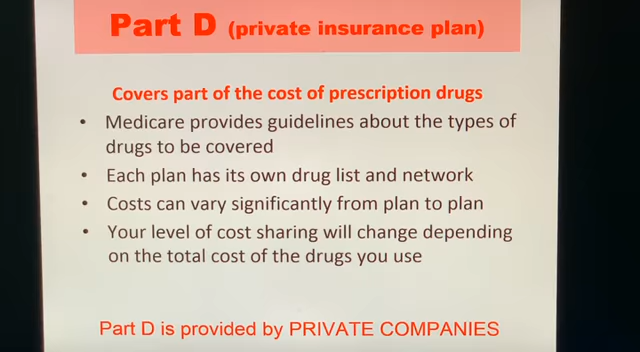 Part D (private insurance plan)
Covers part of the cost of prescription drugs
• Medicare provides guidelines about the types of
drugs to be covered
• Each plan has its own drug list and network
• Costs can vary significantly from plan to plan
• Your level of cost sharing will change depending
on the total cost of the drugs you use
Part D is provided by PRIVATE COMPANIES